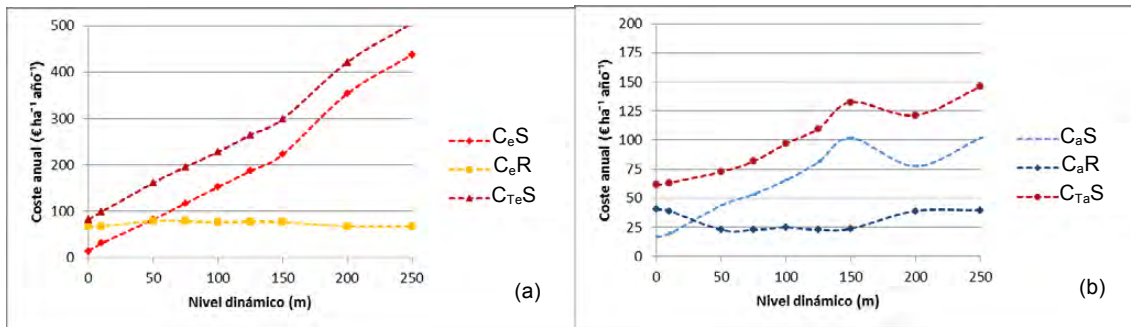 500
400
300
200
100
0
Coste anual (€ ha⁻¹ año⁻¹)
0 50 100 150 200 250
Nivel dinámico (m)
CeS
CeR
CTeS
(a)
200
175
150
125
100
75
50
25
0
Coste anual (€ ha⁻¹ año⁻¹)
0 50 100 150 200 250
Nivel dinámico (m)
CaS
CaR
CTaS
(b)